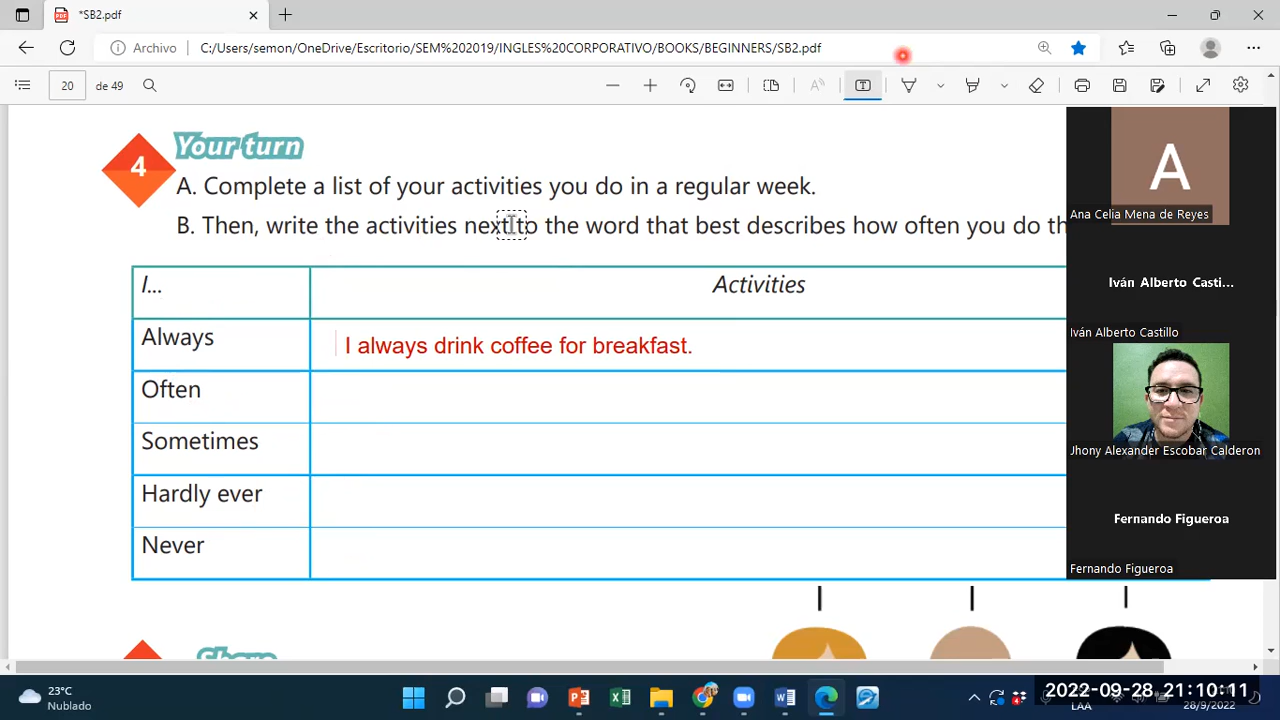 *SB2.pdf
Archivo
C:/Users/semon/OneDrive/Escritorio/SEM%202019/INGLES%20CORPORATIVO/BOOKS/BEGINNERS/SB2.pdf
20 de 49
4 Your turn
A. Complete a list of your activities you do in a regular week.
B. Then, write the activities next to the word that best describes how often you do th
I... Activities
Always I always drink coffee for breakfast.
Often
Sometimes
Hardly ever
Never
Share
A
Ana Celia Mena de Reyes
Iván Alberto Casti...
Iván Alberto Castillo
Jhony Alexander Escobar Calderon
Fernando Figueroa
Fernando Figueroa
23°C
Nublado
LAA
2022-09-28 21:10:11
28/9/2022